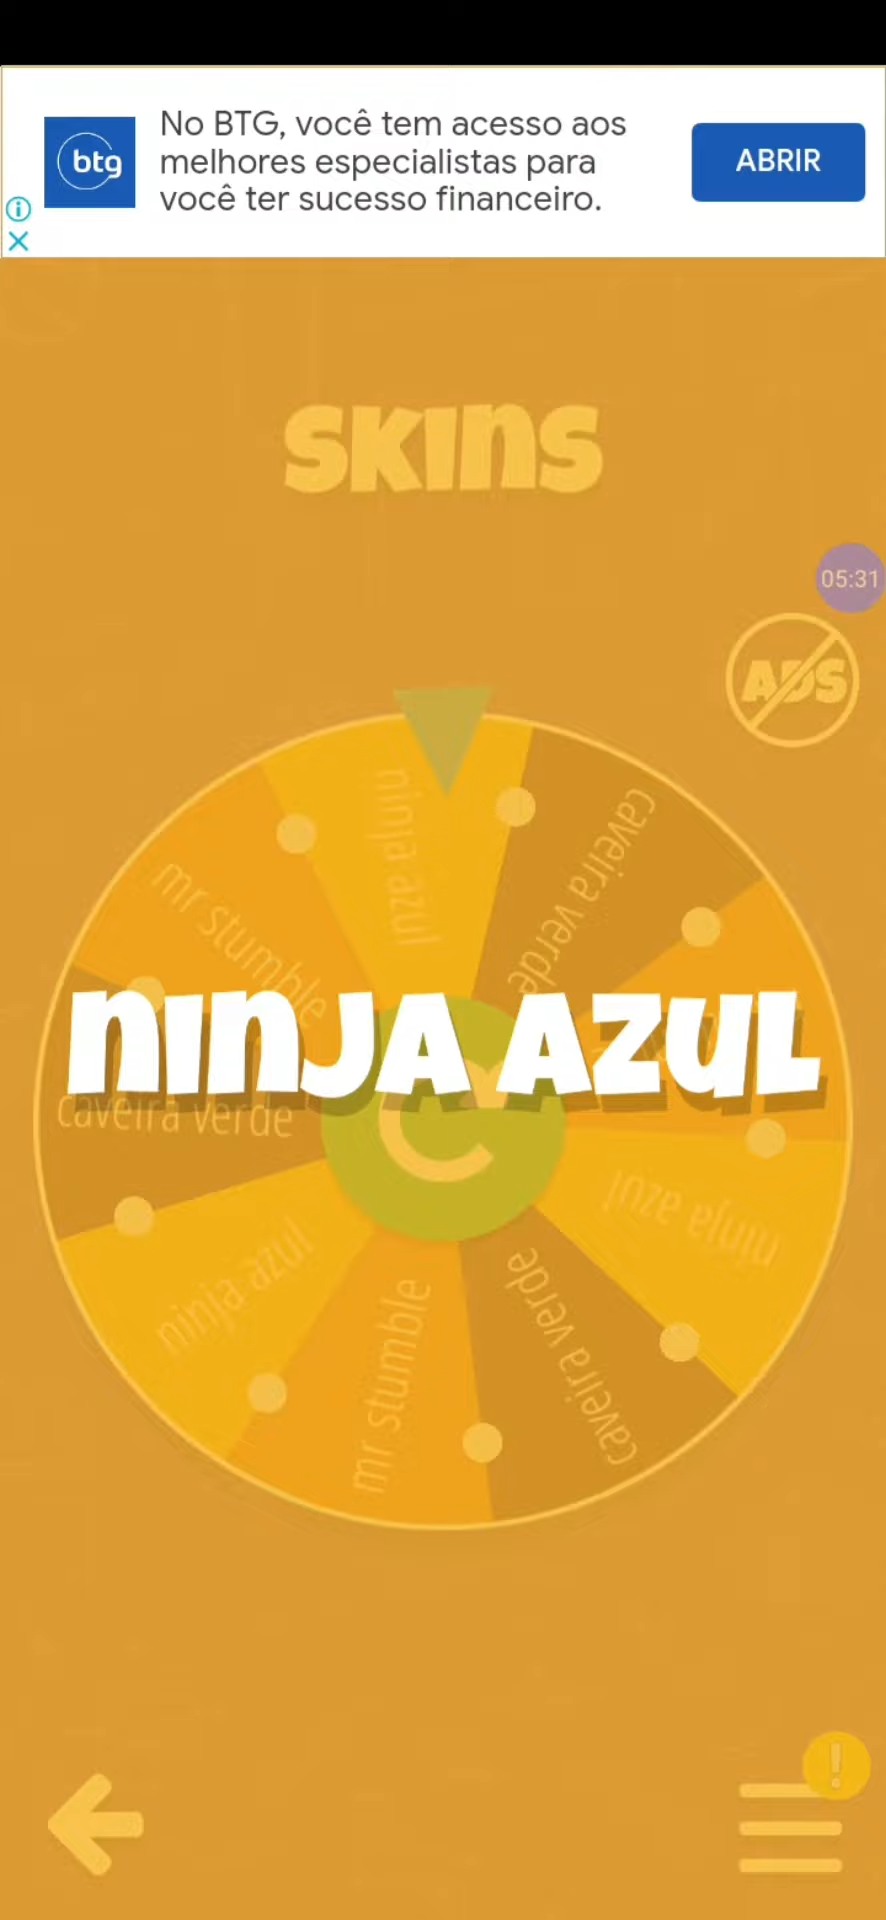 No BTG, você tem acesso aos
melhores especialistas para
você ter sucesso financeiro.
btg
ABRIR
SKINS
05:31
ADS
ninja azul
caveira verde
mr stumble
NINJA AZUL
caveira verde
ninja azul
ninja azul
mr stumble
caveira verde
!